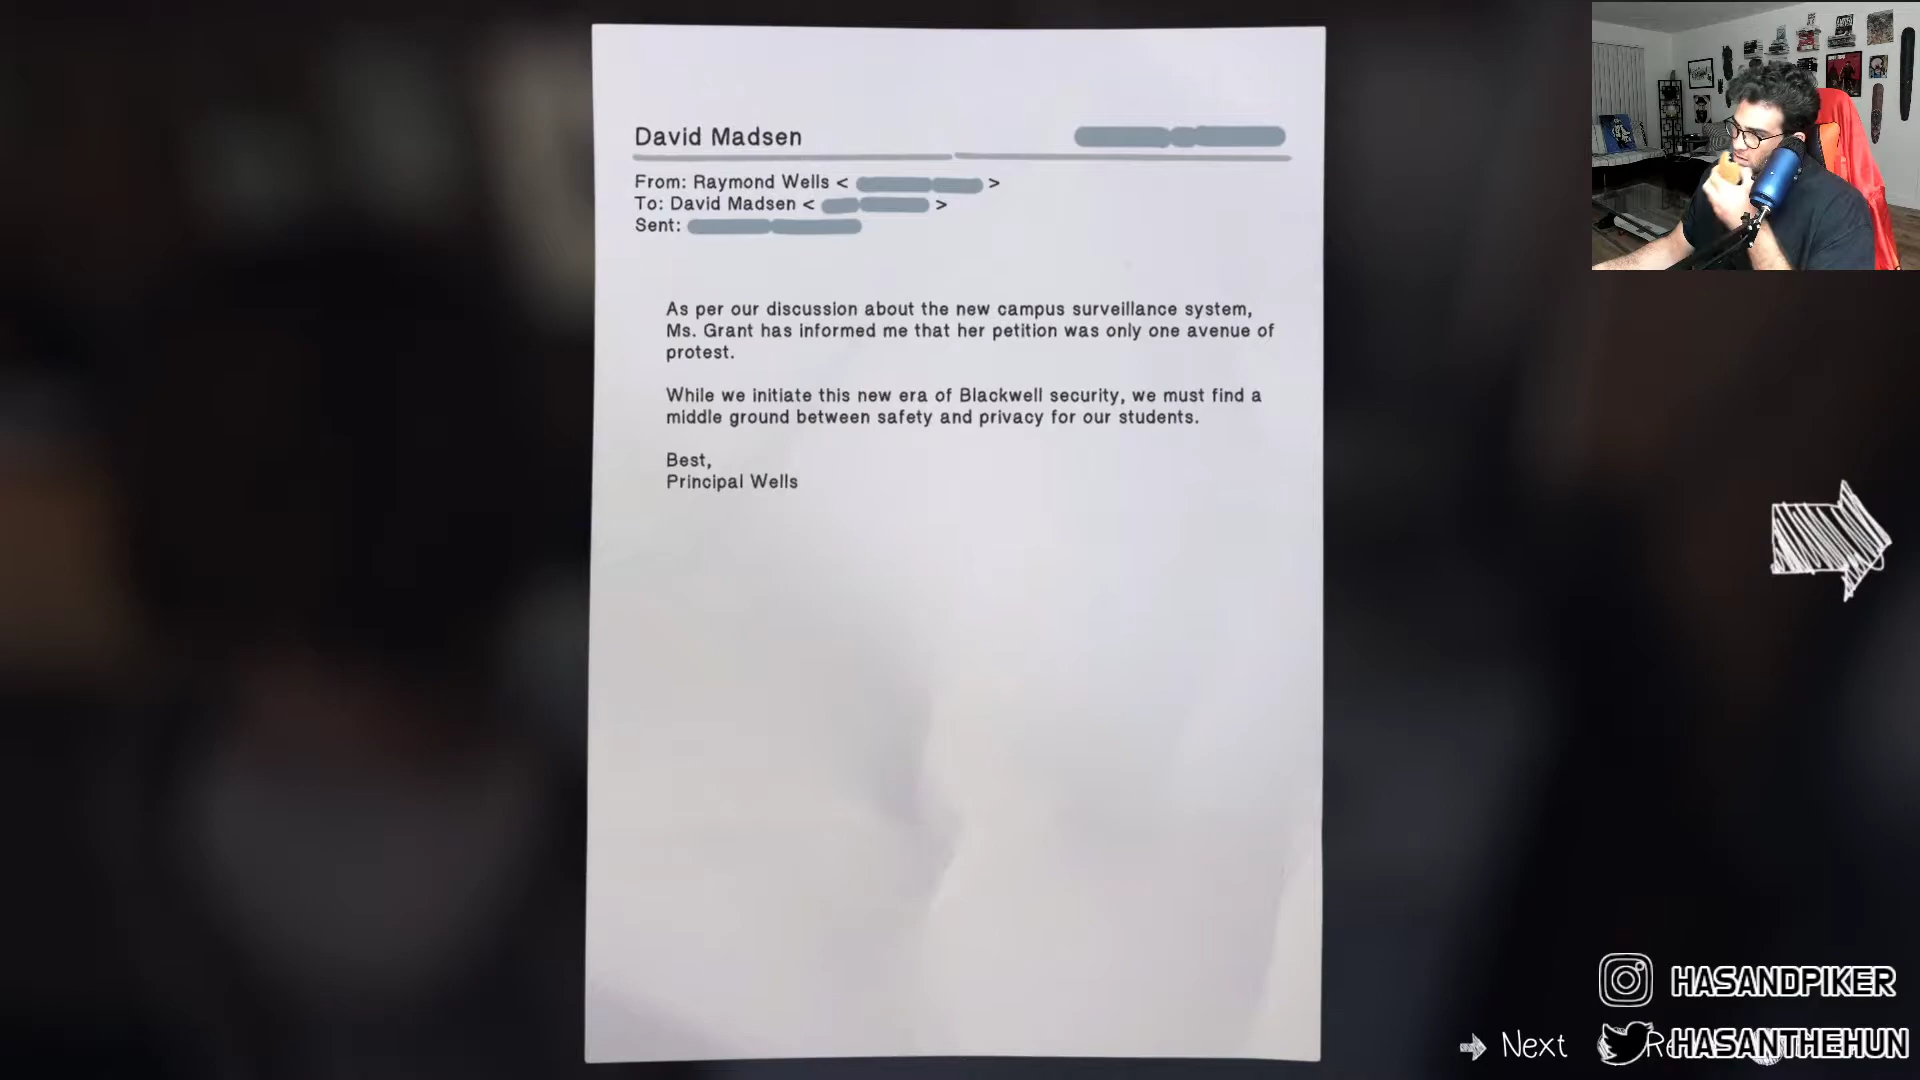 David Madsen
From: Raymond Wells < >
To: David Madsen < >
Sent:
As per our discussion about the new campus surveillance system,
Ms. Grant has informed me that her petition was only one avenue of
protest.
While we initiate this new era of Blackwell security, we must find a
middle ground between safety and privacy for our students.
Best,
Principal Wells
HASANDPIKER
Next
HASANTHEHUN